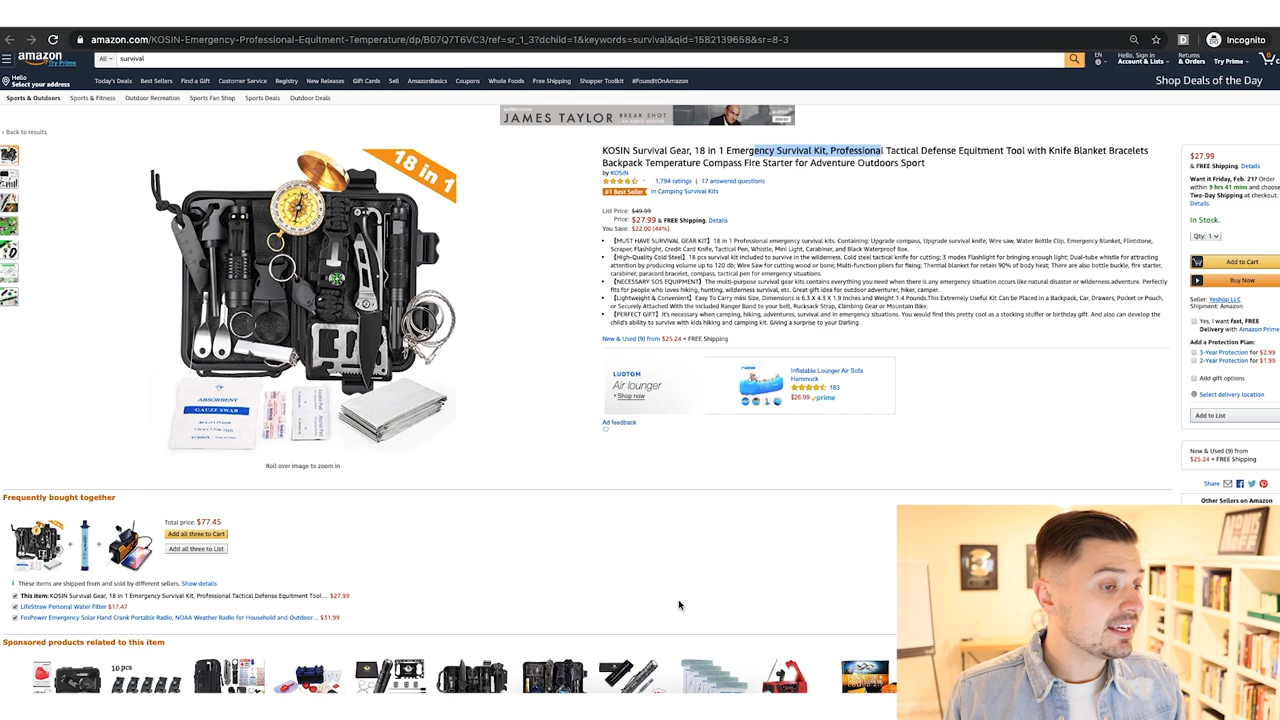 amazon.com/KOSIN-Emergency-Professional-Equitment-Temperature/dp/B07Q7T6VC3/ref=sr_1_3?dchild=1&keywords=survival&qid=1582139658&sr=8-3
Incognito
amazon
Try Prime
All
survival
EN
Hello, Sign in
Account & Lists
Returns
& Orders
Try Prime
Cart
Hello
Select your address
Today's Deals Best Sellers Find a Gift Customer Service Registry New Releases Gift Cards Sell AmazonBasics Coupons Whole Foods Free Shipping Shopper Toolkit #FoundItOnAmazon
Shop Deals of the Day
Sports & Outdoors Sports & Fitness Outdoor Recreation Sports Fan Shop Sports Deals Outdoor Deals
JAMES TAYLOR BREAK SHOT
‹ Back to results
18 in 1
ABSORBENT
GAUZE SWAB
Roll over image to zoom in
KOSIN Survival Gear, 18 in 1 Emergency Survival Kit, Professional Tactical Defense Equitment Tool with Knife Blanket Bracelets
Backpack Temperature Compass Fire Starter for Adventure Outdoors Sport
by KOSIN
1,794 ratings | 17 answered questions
#1 Best Seller in Camping Survival Kits
List Price: $49.99
Price: $27.99 & FREE Shipping. Details
You Save: $22.00 (44%)
• 【MUST HAVE SURVIVAL GEAR KIT】18 in 1 Professional emergency survival kits. Containing: Upgrade compass, Upgrade survival knife, Wire saw, Water Bottle Clip, Emergency Blanket, Flintstone,
Scraper, Flashlight, Credit Card Knife, Tactical Pen, Whistle, Mini Light, Carabiner, and Black Waterproof Box.
• 【High-Quality Cold Steel】18 pcs survival kit included to survive in the wilderness. Cold steel tactical knife for cutting; 3 modes Flashlight for bringing enough light; Dual-tube whistle for attracting
attention by producing volume up to 120 db; Wire Saw for cutting wood or bone; Multi-function pliers for fixing; Thermal blanket for retain 90% of body heat; There are also bottle buckle, fire starter,
carabiner, paracord bracelet, compass, tactical pen for emergency situations.
• 【NECESSARY SOS EQUIPMENT】The multi-purpose survival gear kits contains everything you need when there is any emergency situation occurs like natural disaster or wilderness adventure. Perfectly
fits for people who loves hiking, hunting, wilderness survival, etc. Great gift idea for outdoor adventurer, hiker, camper.
• 【Lightweight & Convenient】Easy To Carry mini Size, Dimensions is 6.3 X 4.3 X 1.9 inches and Weight 1.4 Pounds.This Extremely Useful Kit Can be Placed in a Backpack, Car, Drawers, Pocket or Pouch,
or Securely Attached With the included Ranger Band to your belt, Rucksack Strap, Climbing Gear or Mountain Bike.
• 【PERFECT GIFT】It's necessary when camping, hiking, adventures, survival and in emergency situations. You would find this pretty cool as a stocking stuffer or birthday gift. And also can develop the
child's ability to survive with kids hiking and camping kit. Giving a surprise to your Darling.
New & Used (9) from $25.24 + FREE Shipping
LUDTOM
Air lounger
Shop now
Inflatable Lounger Air Sofa
Hammock
183
$26.99 prime
Ad feedback
$27.99
& FREE Shipping. Details
Want it Friday, Feb. 21? Order
within 9 hrs 41 mins and choose
Two-Day Shipping at checkout.
Details
In Stock.
Qty: 1
Add to Cart
Buy Now
Seller: Yeshop LLC
Shipment: Amazon
Yes, I want fast, FREE
Delivery with Amazon Prime
Add a Protection Plan:
3-Year Protection for $2.99
2-Year Protection for $1.99
Add gift options
Select delivery location
Add to List
New & Used (9) from
$25.24 + FREE Shipping
Share
Other Sellers on Amazon
Frequently bought together
+ +
Total price: $77.45
Add all three to Cart
Add all three to List
These items are shipped from and sold by different sellers. Show details
This item: KOSIN Survival Gear, 18 in 1 Emergency Survival Kit, Professional Tactical Defense Equitment Tool… $27.99
LifeStraw Personal Water Filter $17.47
FosPower Emergency Solar Hand Crank Portable Radio, NOAA Weather Radio for Household and Outdoor… $31.99
Sponsored products related to this item
10 pcs